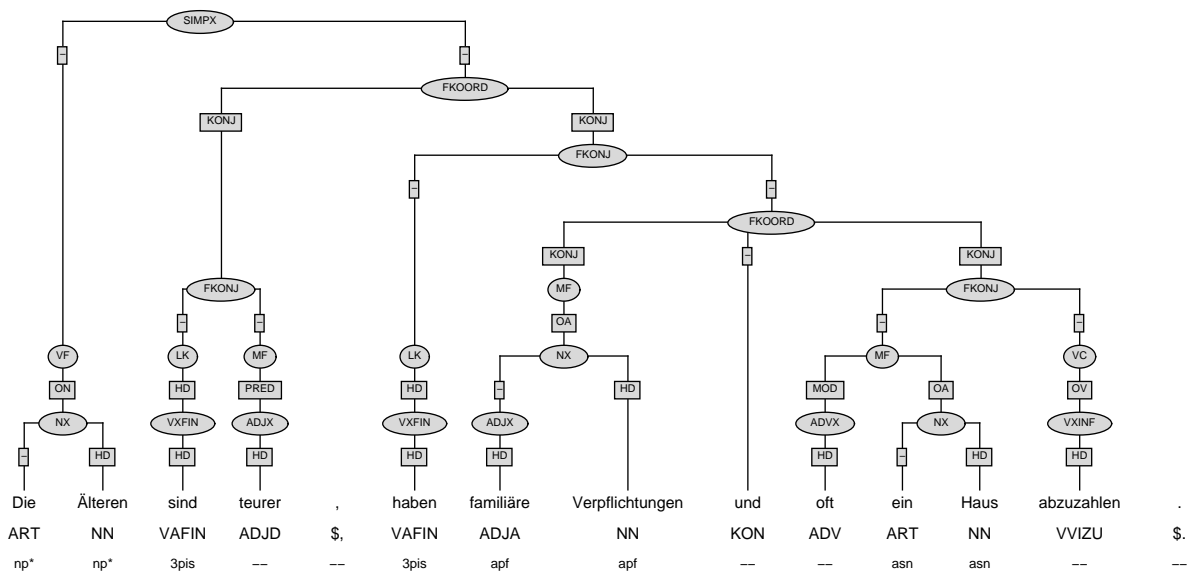 SIMPX
– –
FKOORD
KONJ KONJ
FKONJ
– –
FKOORD
KONJ – KONJ
FKONJ MF FKONJ
– – OA – –
VF LK MF LK NX MF VC
ON HD PRED HD – HD MOD OA OV
NX VXFIN ADJX VXFIN ADJX ADVX NX VXINF
– HD HD HD HD HD HD – HD HD
Die Älteren sind teurer , haben familiäre Verpflichtungen und oft ein Haus abzuzahlen .
ART NN VAFIN ADJD $, VAFIN ADJA NN KON ADV ART NN VVIZU $.
np* np* 3pis −− −− 3pis apf apf −− −− asn asn −− −−